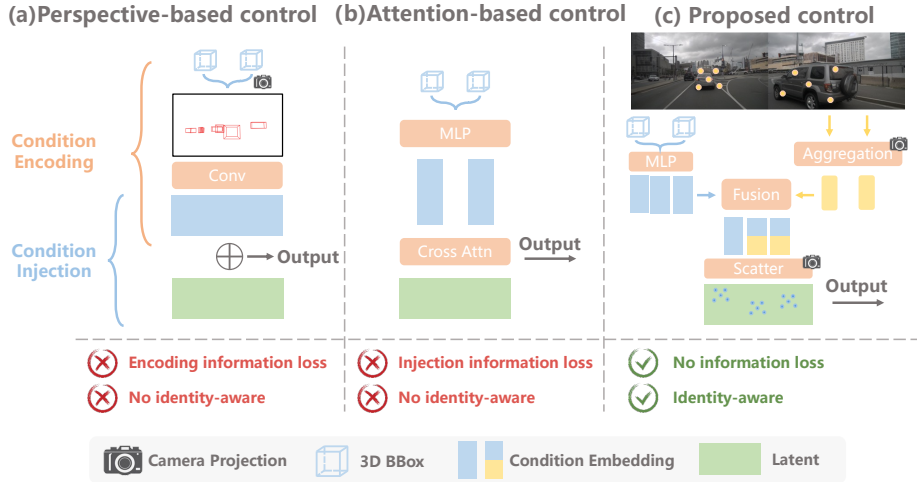 (a)Perspective-based control
(b)Attention-based control
(c) Proposed control
Condition
Encoding
Condition
Injection
Conv
Output
MLP
Cross Attn
Output
MLP
Aggregation
Fusion
Scatter
Output
Encoding information loss
No identity-aware
Injection information loss
No identity-aware
No information loss
Identity-aware
Camera Projection
3D BBox
Condition Embedding
Latent